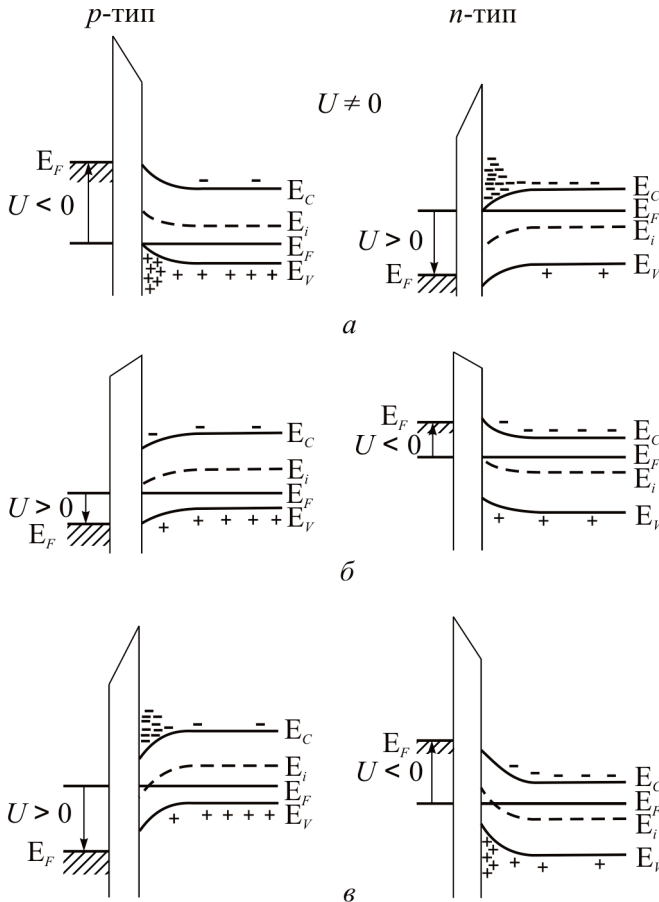 p-тип n-тип
U ≠ 0
E_F
U < 0
E_C
E_i
E_F
E_V
E_C
E_F
E_i
E_V
U > 0
E_F
а
E_C
E_i
E_F
E_V
U > 0
E_F
E_F
U < 0
E_C
E_F
E_i
E_V
б
E_C
E_i
E_F
E_V
U > 0
E_F
E_F
U < 0
E_C
E_F
E_i
E_V
в